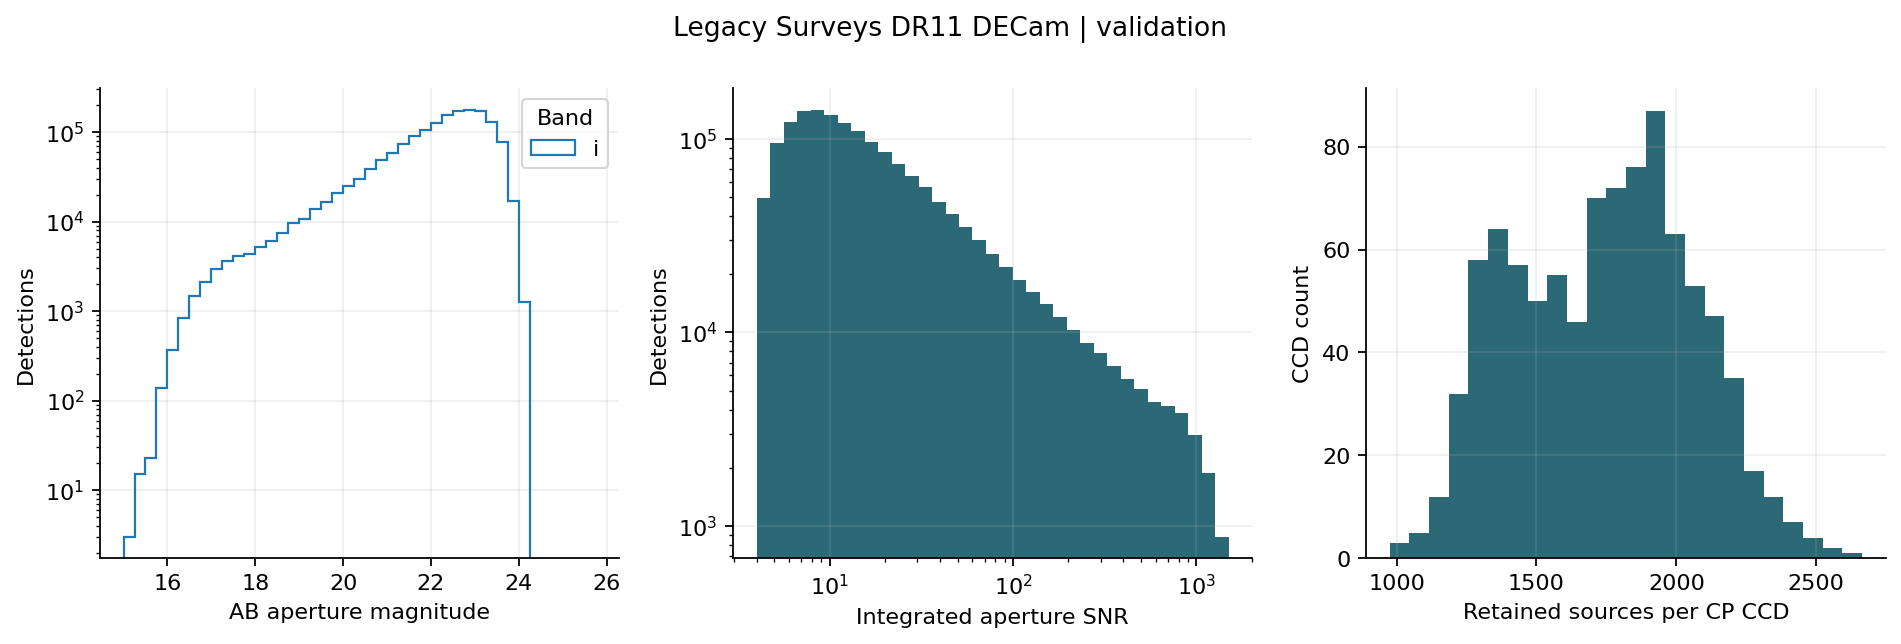 Legacy Surveys DR11 DECam | validation
Detections
10^5
10^4
10^3
10^2
10^1
16 18 20 22 24 26
AB aperture magnitude
Band
i
Detections
10^5
10^4
10^3
10^1 10^2 10^3
Integrated aperture SNR
CCD count
80
60
40
20
0
1000 1500 2000 2500
Retained sources per CP CCD